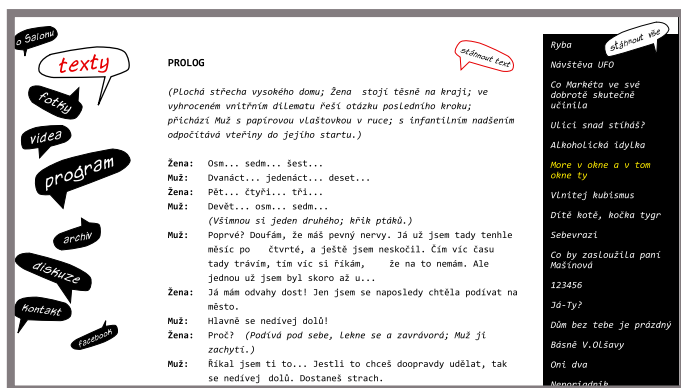 o Salonu
texty
fotky
videa
program
archiv
diskuze
kontakt
facebook
stáhnout text
PROLOG
(Plochá střecha vysokého domu; Žena stojí těsně na kraji; ve
vyhroceném vnitřním dilematu řeší otázku posledního kroku;
přichází Muž s papírovou vlaštovkou v ruce; s infantilním nadšením
odpočítává vteřiny do jejího startu.)
Žena: Osm... sedm... šest...
Muž: Dvanáct... jedenáct... deset...
Žena: Pět... čtyři... tři...
Muž: Devět... osm... sedm...
(Všimnou si jeden druhého; křik ptáků.)
Muž: Poprvé? Doufám, že máš pevný nervy. Já už jsem tady tenhle
měsíc po čtvrté, a ještě jsem neskočil. Čím víc času
tady trávím, tím víc si říkám, že na to nemám. Ale
jednou už jsem byl skoro až u...
Žena: Já mám odvahy dost! Jen jsem se naposledy chtěla podívat na
město.
Muž: Hlavně se nedívej dolů!
Žena: Proč? (Podívá pod sebe, lekne se a zavrávorá; Muž ji
zachytí.)
Muž: Říkal jsem ti to... Jestli to chceš doopravdy udělat, tak
se nedívej dolů. Dostaneš strach.
stáhnout vše
Ryba
Návštěva UFO
Co Markéta ve své
dobrotě skutečně
učinila
Ulici snad stíháš?
Alkoholická idylka
More v okne a v tom
okne ty
Vlnitej kubismus
Dítě kotě, kočka tygr
Sebevrazi
Co by zasloužila paní
Mašínová
123456
Já-Ty?
Dům bez tebe je prázdný
Básně V.Olšavy
Oni dva
Nepořiadnik